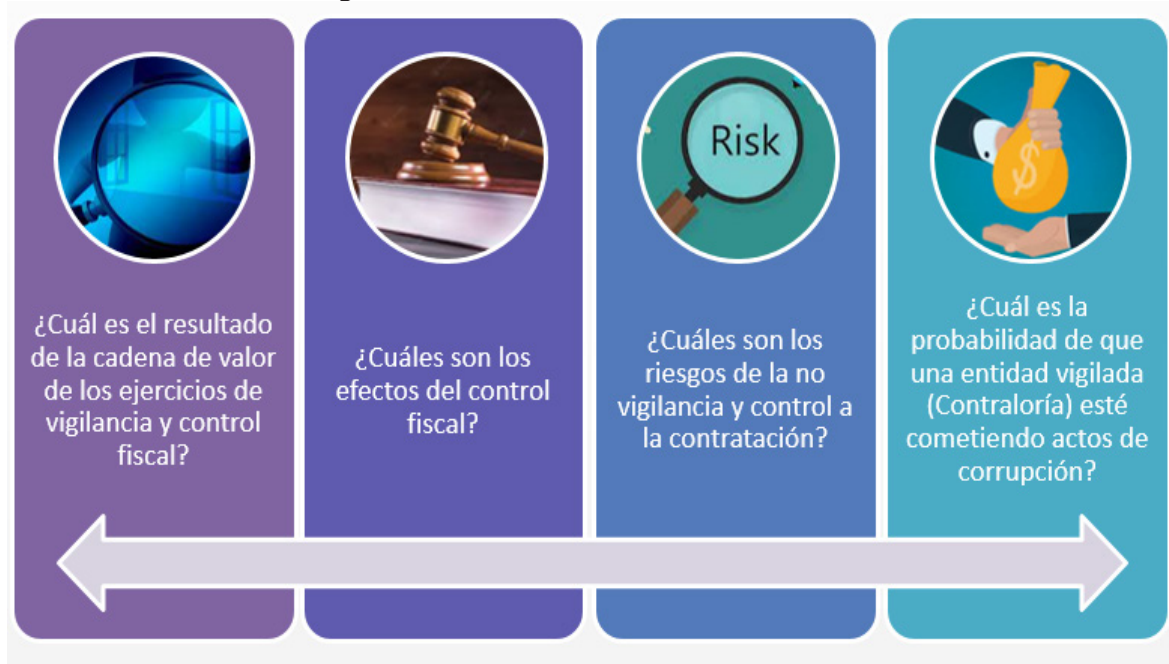 ¿Cuál es el resultado
de la cadena de valor
de los ejercicios de
vigilancia y control
fiscal?
¿Cuáles son los
efectos del control
fiscal?
Risk
¿Cuáles son los
riesgos de la no
vigilancia y control a
la contratación?
$
¿Cuál es la
probabilidad de que
una entidad vigilada
(Contraloría) esté
cometiendo actos de
corrupción?